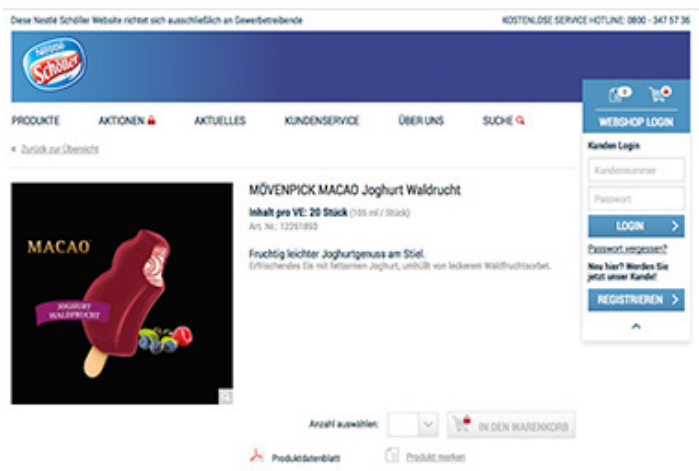 Diese Nestlé Schöller Website richtet sich ausschließlich an Gewerbetreibende
KOSTENLOSE SERVICE HOTLINE: 0800 - 347 57 36
Nestlé
Schöller
PRODUKTE
AKTIONEN
AKTUELLES
KUNDENSERVICE
ÜBER UNS
SUCHE
WEBSHOP LOGIN
Kunden Login
Kundennummer
Passwort
LOGIN
Passwort vergessen?
Neu hier? Werden Sie
jetzt unser Kunde!
REGISTRIEREN
« Zurück zur Übersicht
MACAO
JOGHURT
WALDFRUCHT
MÖVENPICK MACAO Joghurt Waldrucht
Inhalt pro VE: 20 Stück (105 ml / Stück)
Art. Nr.: 12261893
Fruchtig leichter Joghurtgenuss am Stiel.
Erfrischendes Eis mit fettarmen Joghurt, umhüllt von leckerem Waldfruchtsorbet.
Anzahl auswählen:
IN DEN WARENKORB
Produktdatenblatt
Produkt merken